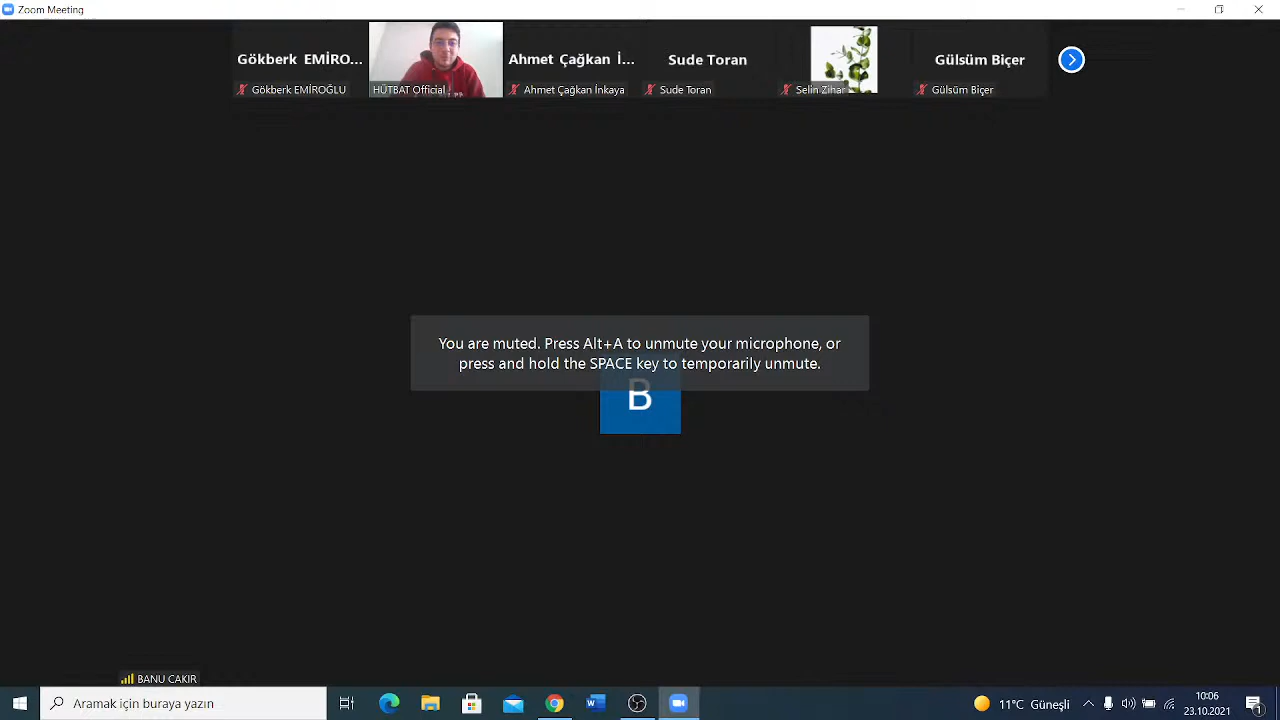 Zoom Meeting
Gökberk EMİRO...
Ahmet Çağkan İ...
Sude Toran
Gülsüm Biçer
Gökberk EMİROĞLU
HÜTBAT Official
Ahmet Çağkan İnkaya
Sude Toran
Selin Zihar
Gülsüm Biçer
You are muted. Press Alt+A to unmute your microphone, or
press and hold the SPACE key to temporarily unmute.
B
BANU CAKIR
Aramak için buraya yazın
11°C Güneşli
10:06
23.10.2021
1